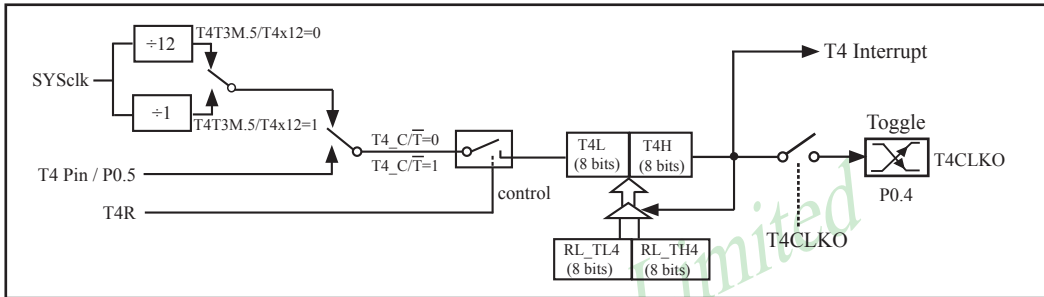 ÷12
T4T3M.5/T4x12=0
SYSclk
÷1
T4T3M.5/T4x12=1
T4 Pin / P0.5
T4R
T4_C/T̅=0
T4_C/T̅=1
control
T4L
(8 bits)
T4H
(8 bits)
RL_TL4
(8 bits)
RL_TH4
(8 bits)
T4 Interrupt
Toggle
T4CLKO
P0.4
T4CLKO
Limited